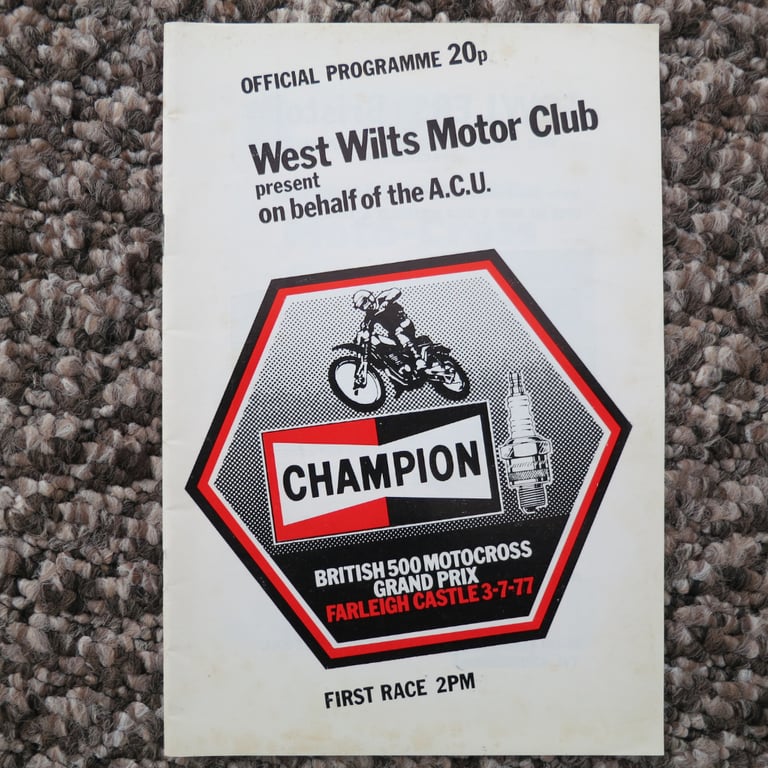 OFFICIAL PROGRAMME 20p
West Wilts Motor Club
present
on behalf of the A.C.U.
CHAMPION
BRITISH 500 MOTOCROSS
GRAND PRIX
FARLEIGH CASTLE 3-7-77
FIRST RACE 2PM